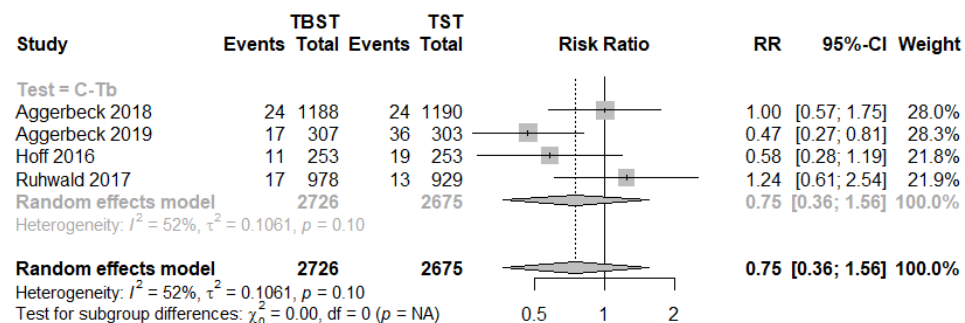 TBST TST
Study Events Total Events Total Risk Ratio RR 95%-CI Weight
Test = C-Tb
Aggerbeck 2018 24 1188 24 1190 1.00 [0.57; 1.75] 28.0%
Aggerbeck 2019 17 307 36 303 0.47 [0.27; 0.81] 28.3%
Hoff 2016 11 253 19 253 0.58 [0.28; 1.19] 21.8%
Ruhwald 2017 17 978 13 929 1.24 [0.61; 2.54] 21.9%
Random effects model 2726 2675 0.75 [0.36; 1.56] 100.0%
Heterogeneity: I² = 52%, τ² = 0.1061, p = 0.10
Random effects model 2726 2675 0.75 [0.36; 1.56] 100.0%
Heterogeneity: I² = 52%, τ² = 0.1061, p = 0.10
Test for subgroup differences: χ²₀ = 0.00, df = 0 (p = NA)
0.5 1 2